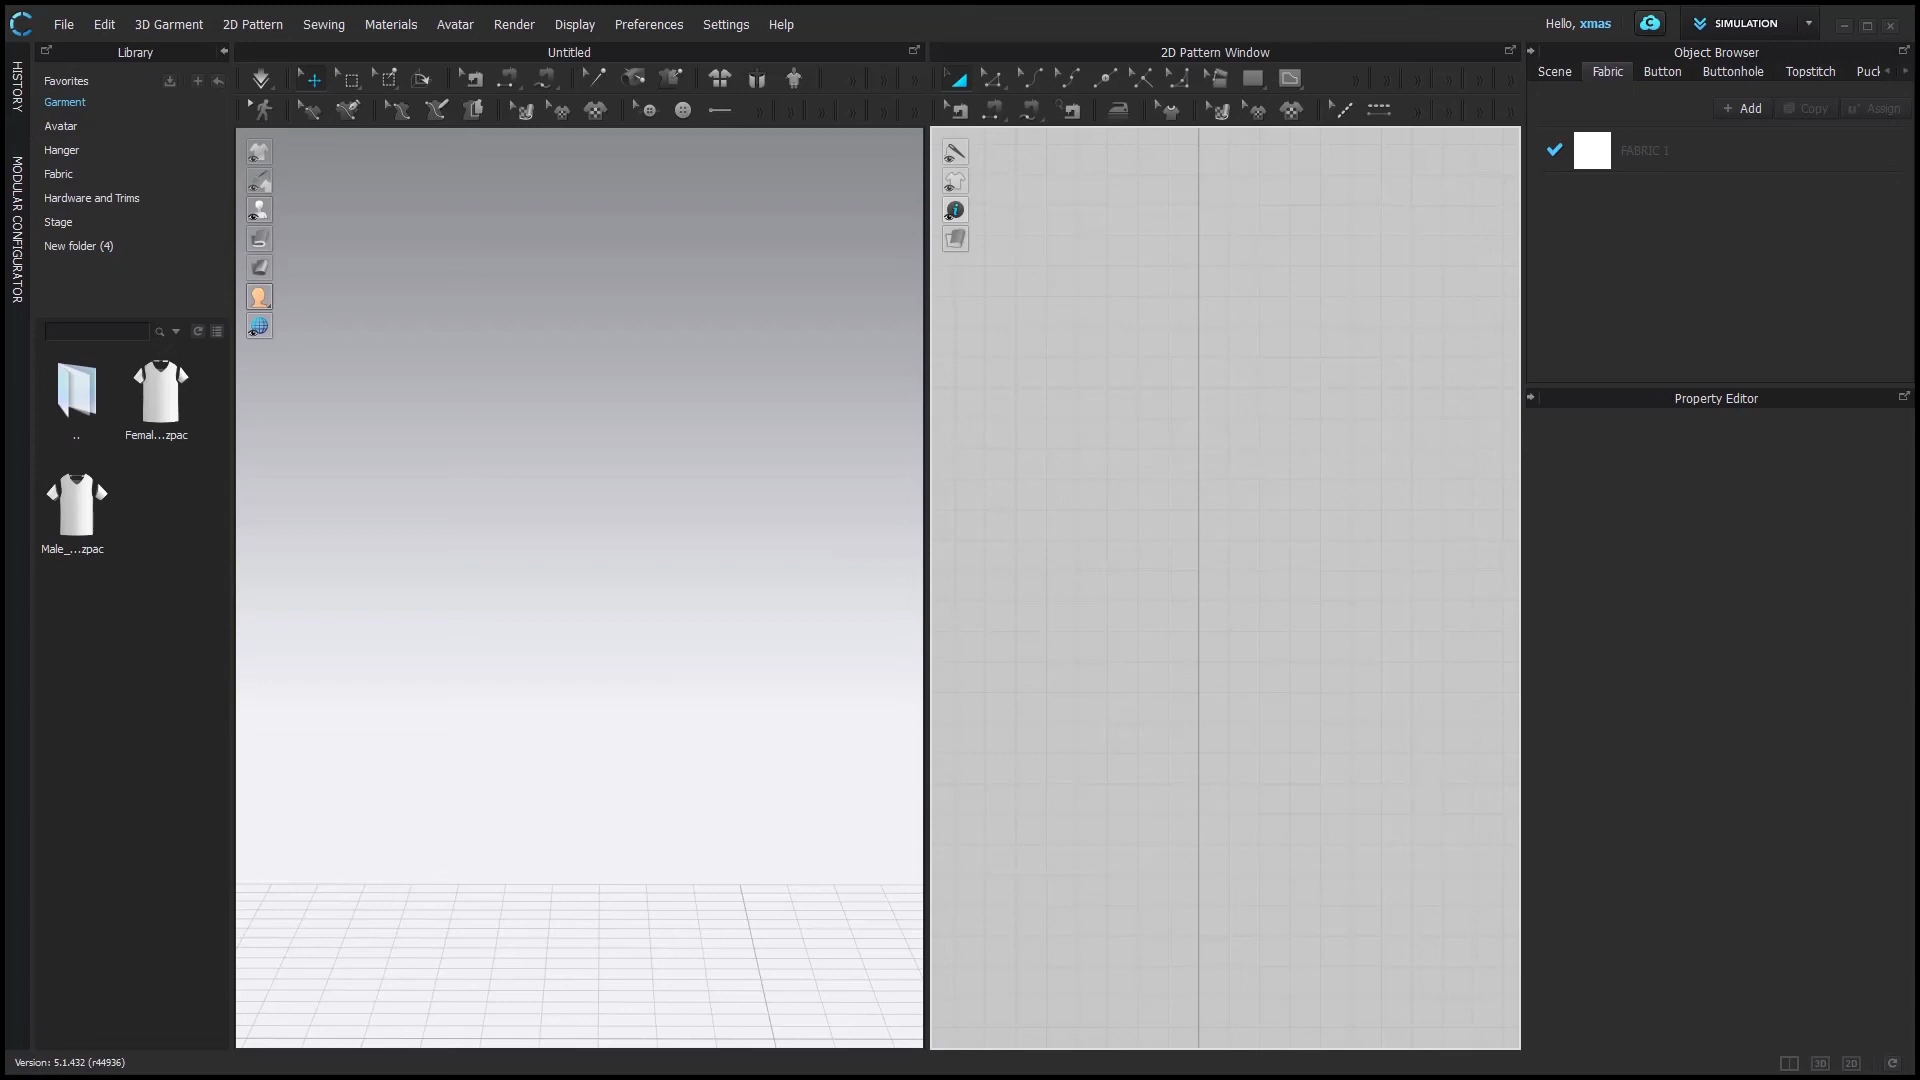 File Edit 3D Garment 2D Pattern Sewing Materials Avatar Render Display Preferences Settings Help
Hello, xmas
SIMULATION
HISTORY
MODULAR CONFIGURATOR
Library
Favorites
Garment
Avatar
Hanger
Fabric
Hardware and Trims
Stage
New folder (4)
..
Femal...zpac
Male_...zpac
Untitled
2D Pattern Window
Object Browser
Scene Fabric Button Buttonhole Topstitch Puck
+ Add Copy Assign
FABRIC 1
Property Editor
Version: 5.1.432 (r44936)
3D 2D